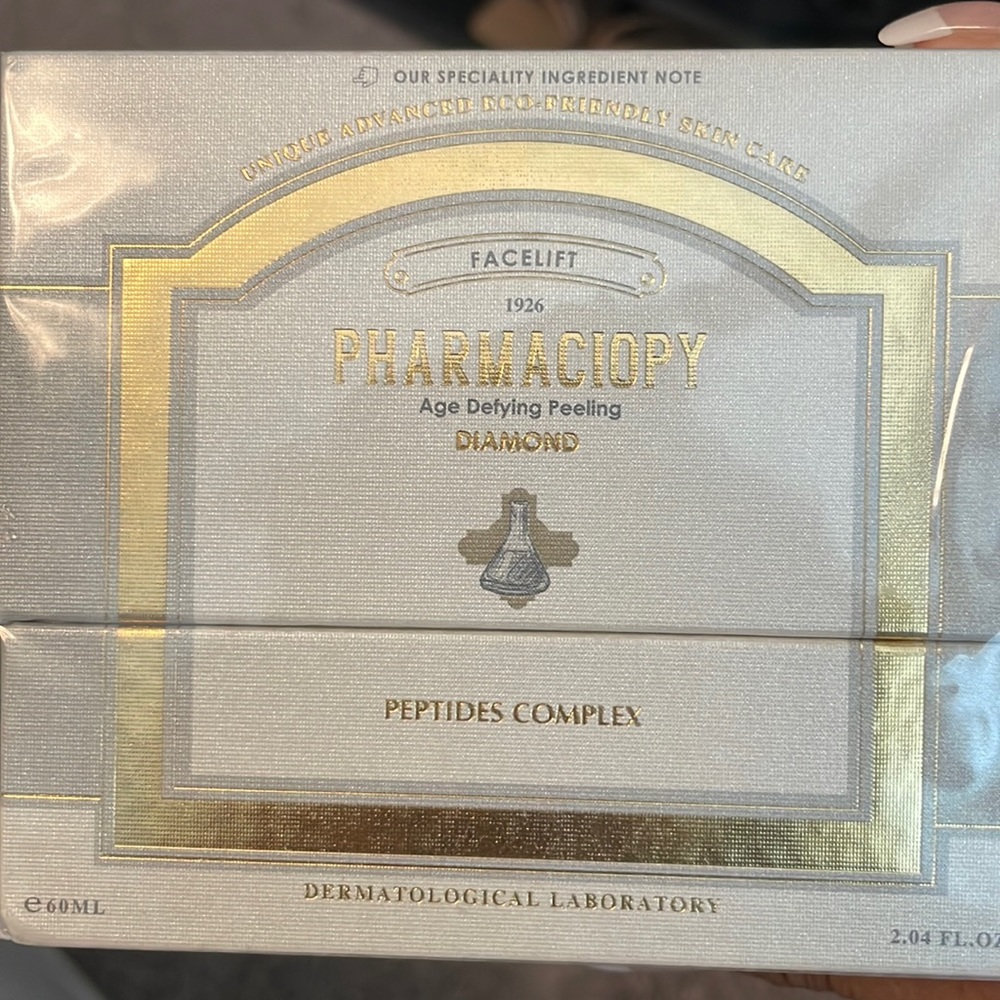 OUR SPECIALITY INGREDIENT NOTE
UNIQUE ADVANCED ECO-FRIENDLY SKIN CARE
FACELIFT
1926
PHARMACIOPY
Age Defying Peeling
DIAMOND
PEPTIDES COMPLEX
DERMATOLOGICAL LABORATORY
e60ML
2.04 FL.OZ